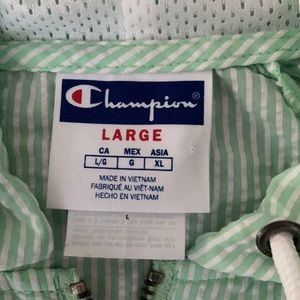 Champion®
LARGE
CA MEX ASIA
L/G G XL
MADE IN VIETNAM
FABRIQUÉ AU VIÊT-NAM
HECHO EN VIETNAM
L